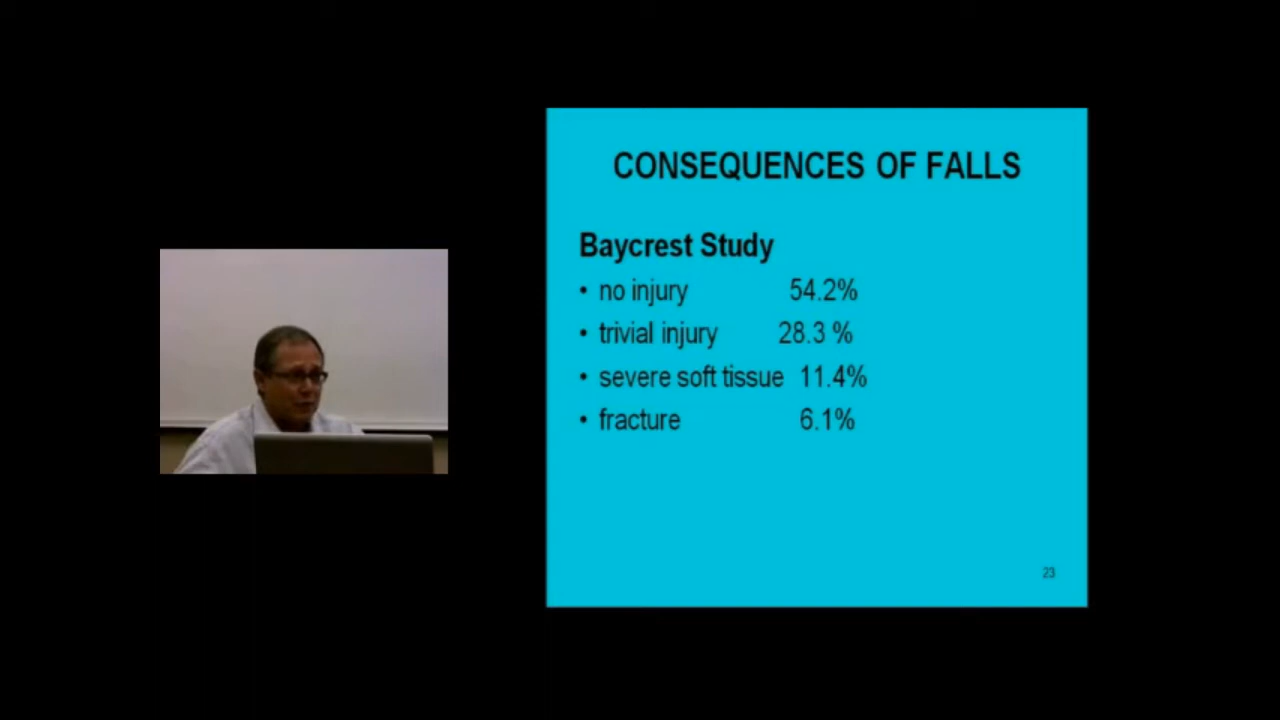 CONSEQUENCES OF FALLS
Baycrest Study
• no injury 54.2%
• trivial injury 28.3 %
• severe soft tissue 11.4%
• fracture 6.1%
23